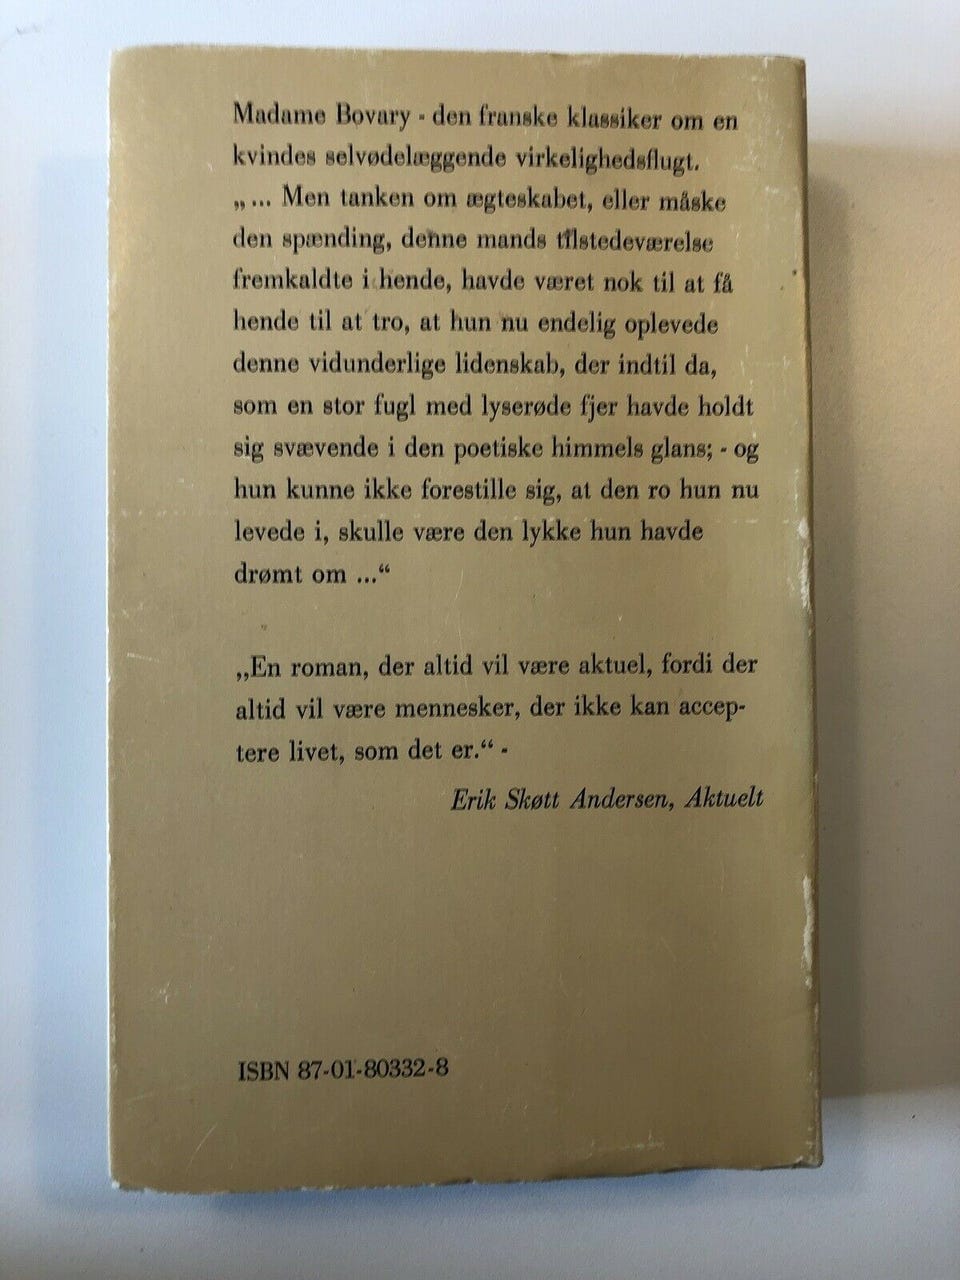 Madame Bovary - den franske klassiker om en
kvindes selvødelæggende virkelighedsflugt.
„... Men tanken om ægteskabet, eller måske
den spænding, denne mands tilstedeværelse
fremkaldte i hende, havde været nok til at få
hende til at tro, at hun nu endelig oplevede
denne vidunderlige lidenskab, der indtil da,
som en stor fugl med lyserøde fjer havde holdt
sig svævende i den poetiske himmels glans; - og
hun kunne ikke forestille sig, at den ro hun nu
levede i, skulle være den lykke hun havde
drømt om ...“
„En roman, der altid vil være aktuel, fordi der
altid vil være mennesker, der ikke kan accep-
tere livet, som det er.“ -
Erik Skøtt Andersen, Aktuelt
ISBN 87-01-80332-8